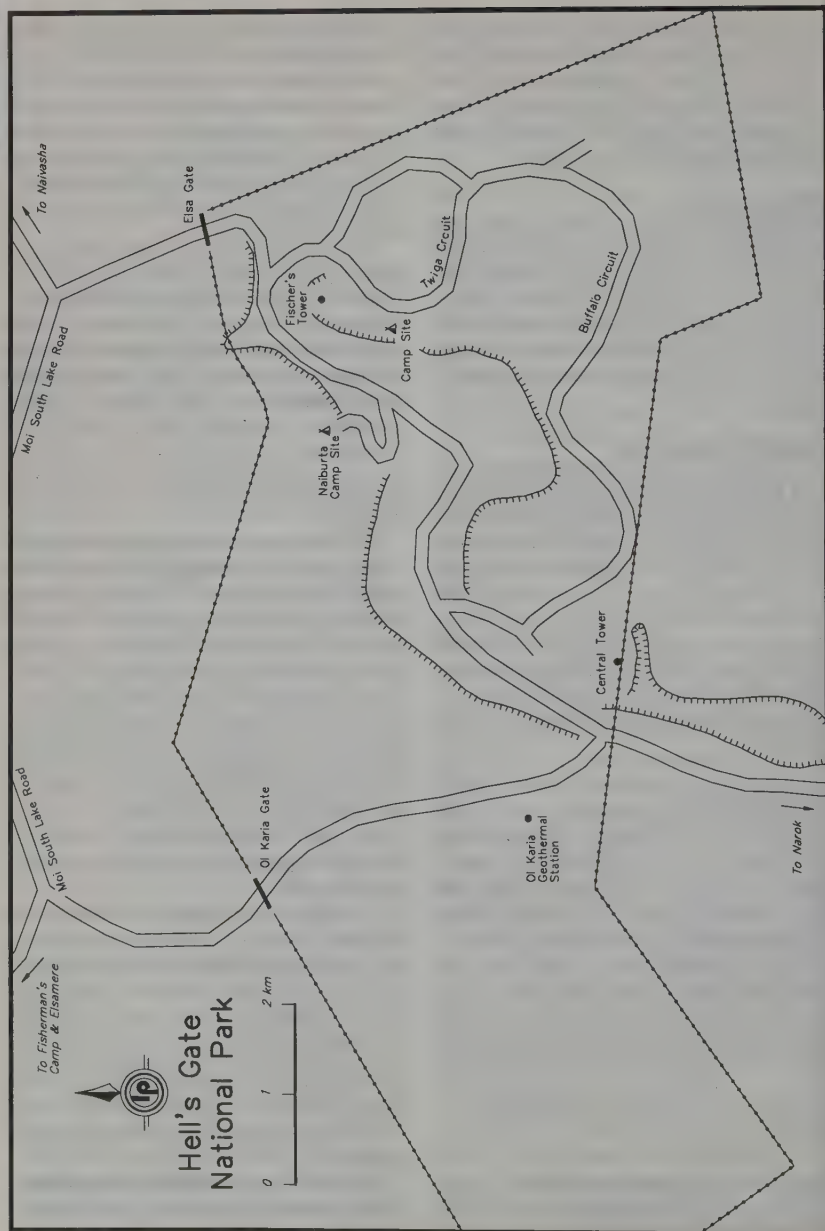 To Fisherman's
Camp & Elsamere
Moi South Lake Road
Moi South Lake Road
To Naivasha
lp
Hell's Gate
National Park
0 1 2 km
Ol Karia Gate
Elsa Gate
Fischer's
Tower
Naiburta
Camp Site
Camp Site
Twiga Crcuit
Buffalo Circuit
Ol Karia
Geothermal
Station
Central Tower
To Narok